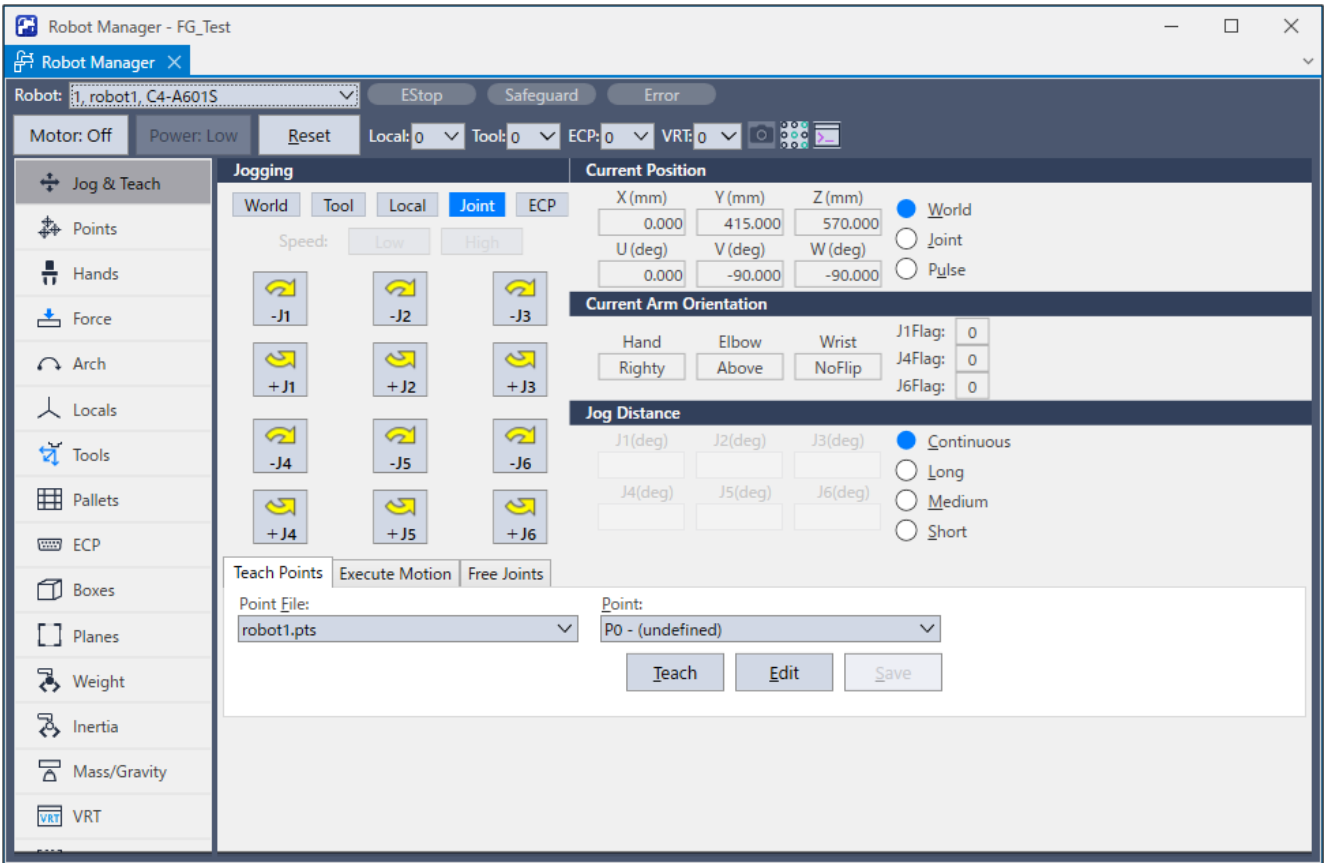 Robot Manager - FG_Test
Robot Manager
Robot: 1, robot1, C4-A601S EStop Safeguard Error
Motor: Off Power: Low Reset Local: 0 Tool: 0 ECP: 0 VRT: 0
Jog & Teach
Points
Hands
Force
Arch
Locals
Tools
Pallets
ECP
Boxes
Planes
Weight
Inertia
Mass/Gravity
VRT VRT
Jogging
World Tool Local Joint ECP
Speed: Low High
-J1 -J2 -J3
+J1 +J2 +J3
-J4 -J5 -J6
+J4 +J5 +J6
Current Position
X (mm) Y (mm) Z (mm)
0.000 415.000 570.000
U (deg) V (deg) W (deg)
0.000 -90.000 -90.000
World
Joint
Pulse
Current Arm Orientation
Hand Elbow Wrist
Righty Above NoFlip
J1Flag: 0
J4Flag: 0
J6Flag: 0
Jog Distance
J1(deg) J2(deg) J3(deg)
J4(deg) J5(deg) J6(deg)
Continuous
Long
Medium
Short
Teach Points Execute Motion Free Joints
Point File: Point:
robot1.pts P0 - (undefined)
Teach Edit Save